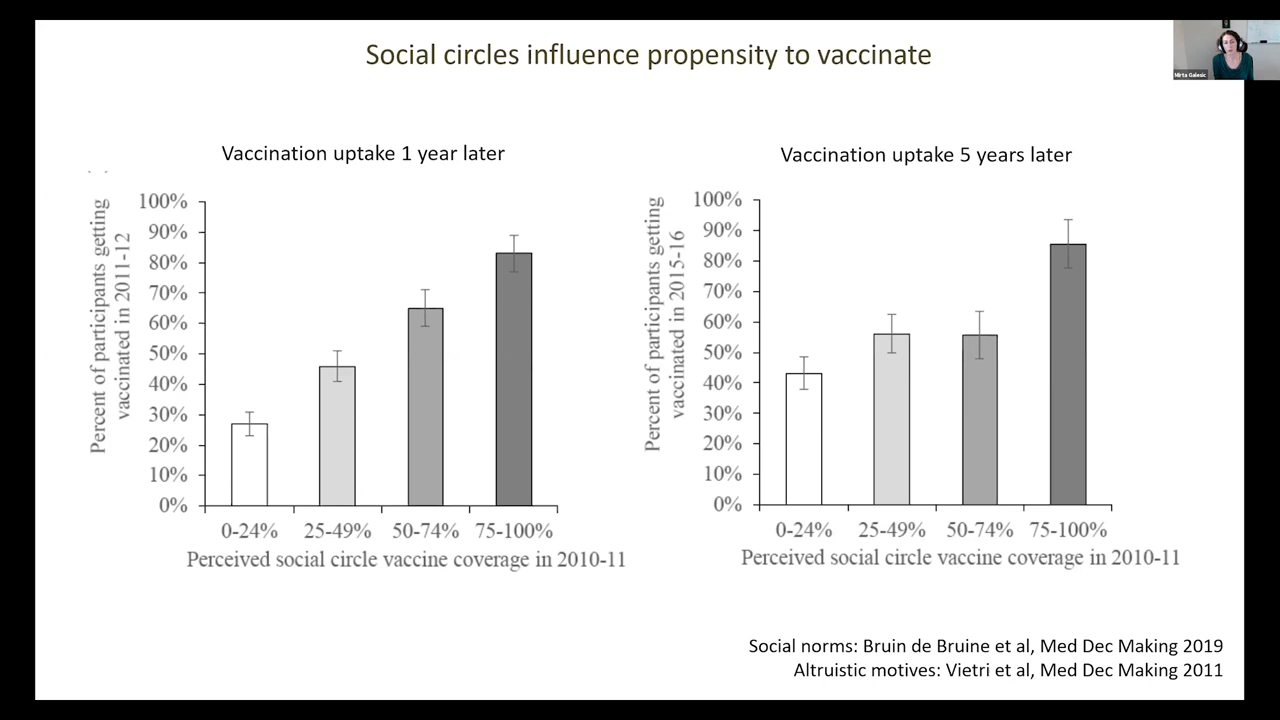 Social circles influence propensity to vaccinate
Mirta Galesic
Vaccination uptake 1 year later
Percent of participants getting
vaccinated in 2011-12
100%
90%
80%
70%
60%
50%
40%
30%
20%
10%
0%
0-24% 25-49% 50-74% 75-100%
Perceived social circle vaccine coverage in 2010-11
Vaccination uptake 5 years later
Percent of participants getting
vaccinated in 2015-16
100%
90%
80%
70%
60%
50%
40%
30%
20%
10%
0%
0-24% 25-49% 50-74% 75-100%
Perceived social circle vaccine coverage in 2010-11
Social norms: Bruin de Bruine et al, Med Dec Making 2019
Altruistic motives: Vietri et al, Med Dec Making 2011